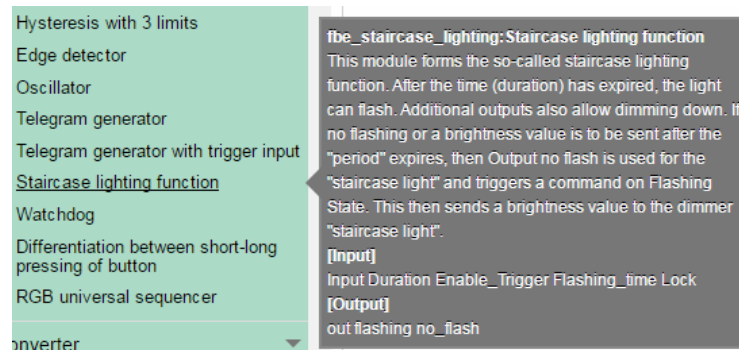 Hysteresis with 3 limits
Edge detector
Oscillator
Telegram generator
Telegram generator with trigger input
Staircase lighting function
Watchdog
Differentiation between short-long
pressing of button
RGB universal sequencer
onverter
fbe_staircase_lighting:Staircase lighting function
This module forms the so-called staircase lighting
function. After the time (duration) has expired, the light
can flash. Additional outputs also allow dimming down. If
no flashing or a brightness value is to be sent after the
"period" expires, then Output no flash is used for the
"staircase light" and triggers a command on Flashing
State. This then sends a brightness value to the dimmer
"staircase light".
[Input]
Input Duration Enable_Trigger Flashing_time Lock
[Output]
out flashing no_flash